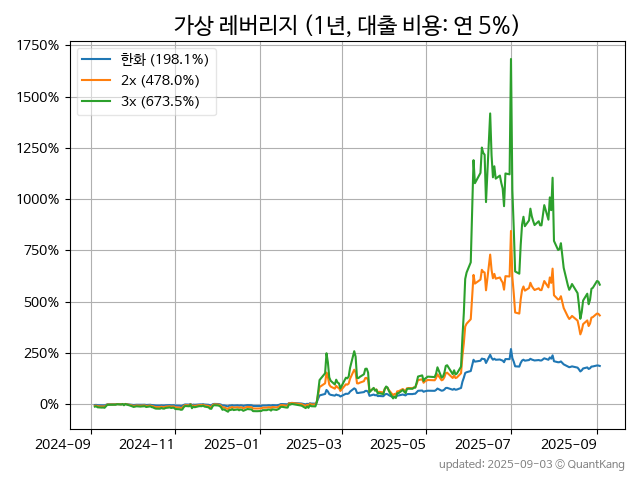 가상 레버리지 (1년, 대출 비용: 연 5%)
1750%
1500%
1250%
1000%
750%
500%
250%
0%
한화 (198.1%)
2x (478.0%)
3x (673.5%)
2024-09 2024-11 2025-01 2025-03 2025-05 2025-07 2025-09
updated: 2025-09-03 © QuantKang